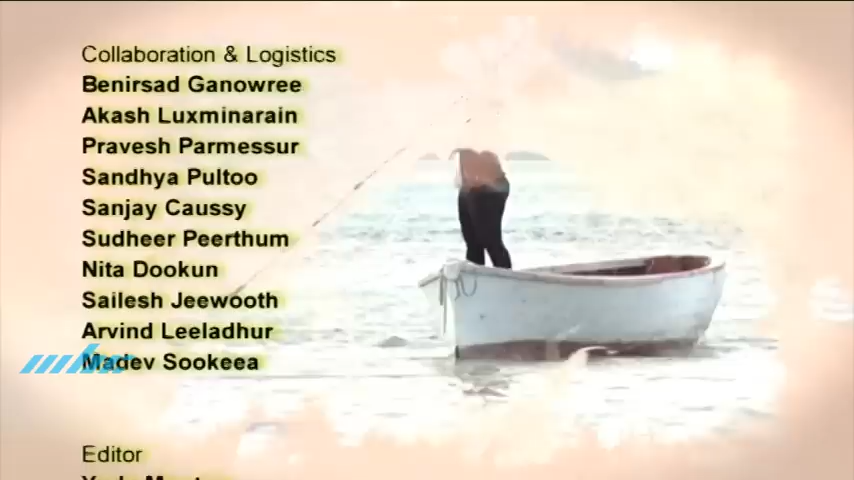 Collaboration & Logistics
Benirsad Ganowree
Akash Luxminarain
Pravesh Parmessur
Sandhya Pultoo
Sanjay Caussy
Sudheer Peerthum
Nita Dookun
Sailesh Jeewooth
Arvind Leeladhur
Madev Sookeea
Editor